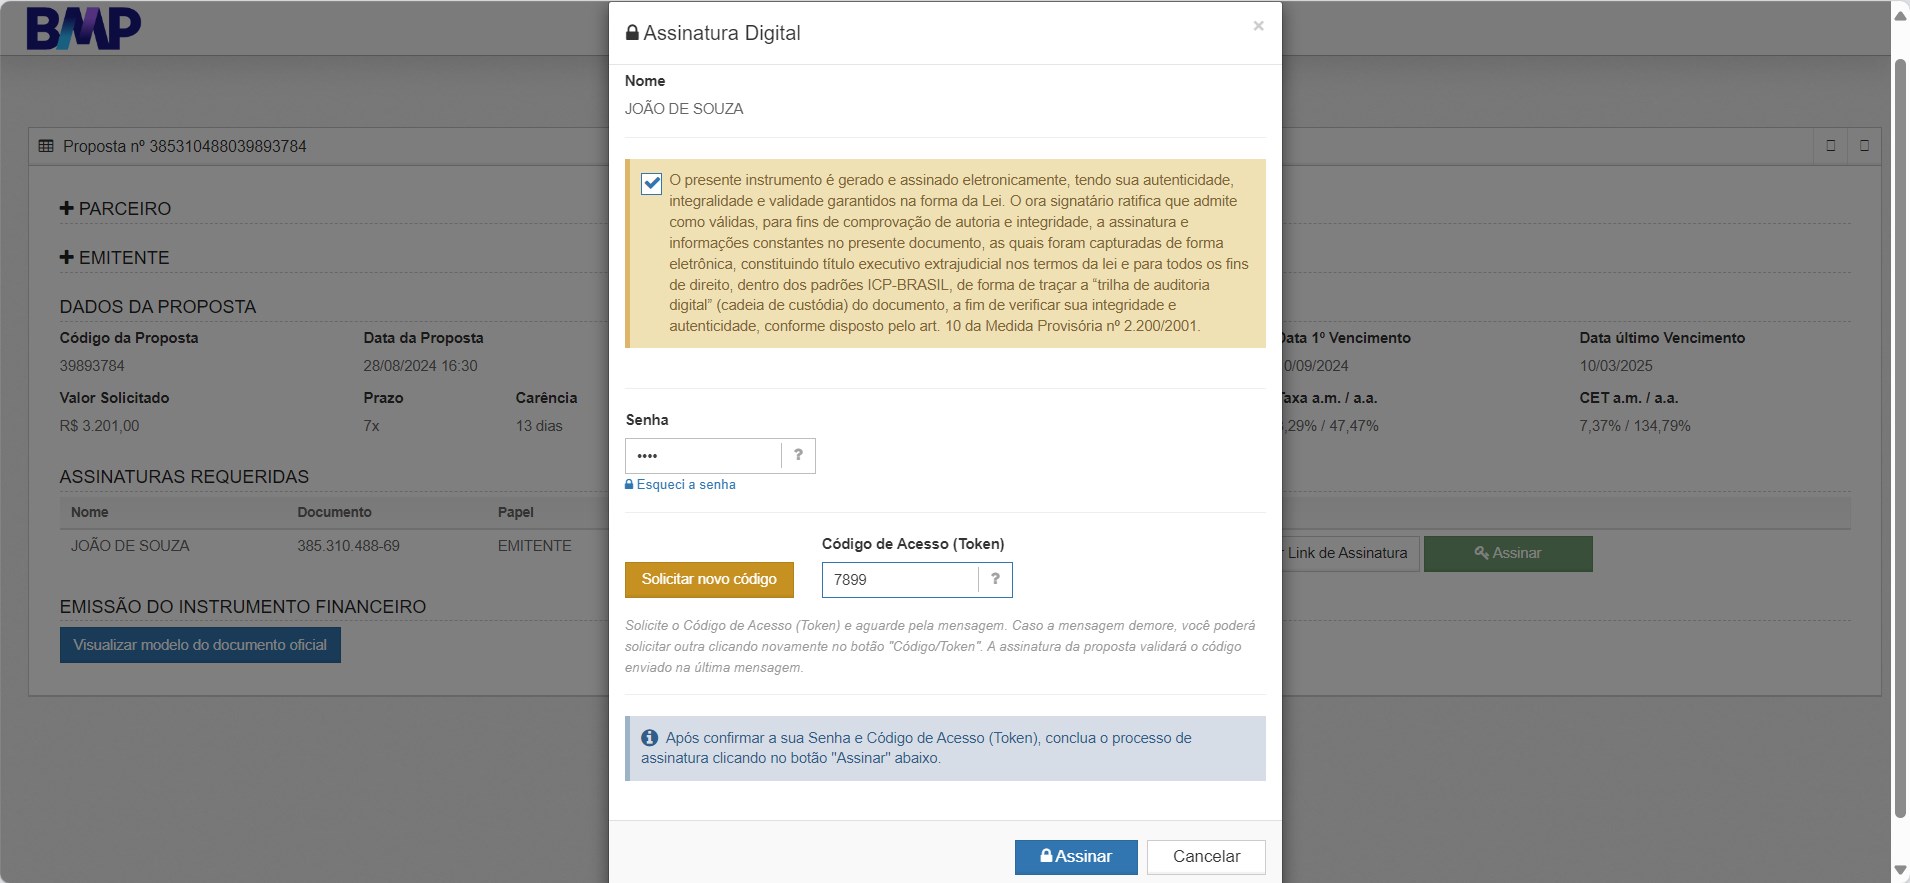 BMP
Assinatura Digital
×
Nome
JOÃO DE SOUZA
Proposta nº 385310488039893784
O presente instrumento é gerado e assinado eletronicamente, tendo sua autenticidade,
integralidade e validade garantidos na forma da Lei. O ora signatário ratifica que admite
como válidas, para fins de comprovação de autoria e integridade, a assinatura e
informações constantes no presente documento, as quais foram capturadas de forma
eletrônica, constituindo título executivo extrajudicial nos termos da lei e para todos os fins
de direito, dentro dos padrões ICP-BRASIL, de forma de traçar a “trilha de auditoria
digital” (cadeia de custódia) do documento, a fim de verificar sua integridade e
autenticidade, conforme disposto pelo art. 10 da Medida Provisória nº 2.200/2001.
PARCEIRO
EMITENTE
DADOS DA PROPOSTA
Código da Proposta Data da Proposta Data 1º Vencimento Data último Vencimento
39893784 28/08/2024 16:30 0/09/2024 10/03/2025
Valor Solicitado Prazo Carência Taxa a.m. / a.a. CET a.m. / a.a.
R$ 3.201,00 7x 13 dias ,29% / 47,47% 7,37% / 134,79%
Senha
•••• ?
Esqueci a senha
ASSINATURAS REQUERIDAS
Nome Documento Papel
JOÃO DE SOUZA 385.310.488-69 EMITENTE Link de Assinatura Assinar
Código de Acesso (Token)
Solicitar novo código 7899 ?
Solicite o Código de Acesso (Token) e aguarde pela mensagem. Caso a mensagem demore, você poderá
solicitar outra clicando novamente no botão "Código/Token". A assinatura da proposta validará o código
enviado na última mensagem.
EMISSÃO DO INSTRUMENTO FINANCEIRO
Visualizar modelo do documento oficial
Após confirmar a sua Senha e Código de Acesso (Token), conclua o processo de
assinatura clicando no botão "Assinar" abaixo.
Assinar Cancelar